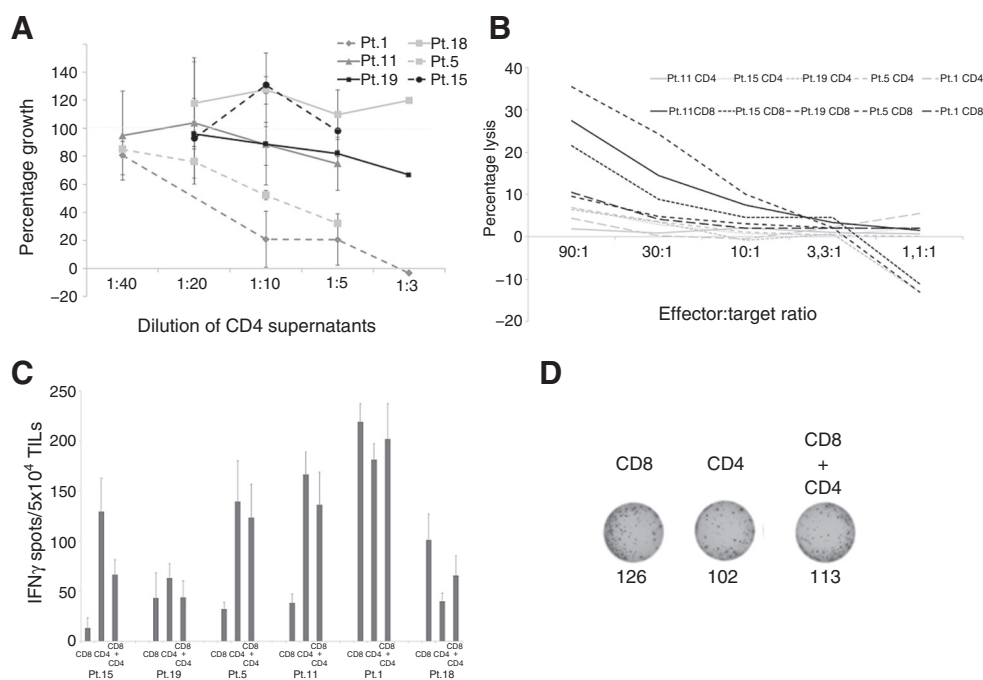 A
Pt.1
Pt.18
Pt.11
Pt.5
Pt.19
Pt.15
Percentage growth
140
120
100
80
60
40
20
0
−20
1:40
1:20
1:10
1:5
1:3
Dilution of CD4 supernatants
B
Pt.11 CD4
Pt.15 CD4
Pt.19 CD4
Pt.5 CD4
Pt.1 CD4
Pt.11CD8
Pt.15 CD8
Pt.19 CD8
Pt.5 CD8
Pt.1 CD8
Percentage lysis
40
30
20
10
0
−10
−20
90:1
30:1
10:1
3,3:1
1,1:1
Effector:target ratio
C
IFNγ spots/5x10⁴ TILs
250
200
150
100
50
0
CD8 CD4 CD8 + CD4
Pt.15
CD8 CD4 CD8 + CD4
Pt.19
CD8 CD4 CD8 + CD4
Pt.5
CD8 CD4 CD8 + CD4
Pt.11
CD8 CD4 CD8 + CD4
Pt.1
CD8 CD4 CD8 + CD4
Pt.18
D
CD8
CD4
CD8
+
CD4
126
102
113